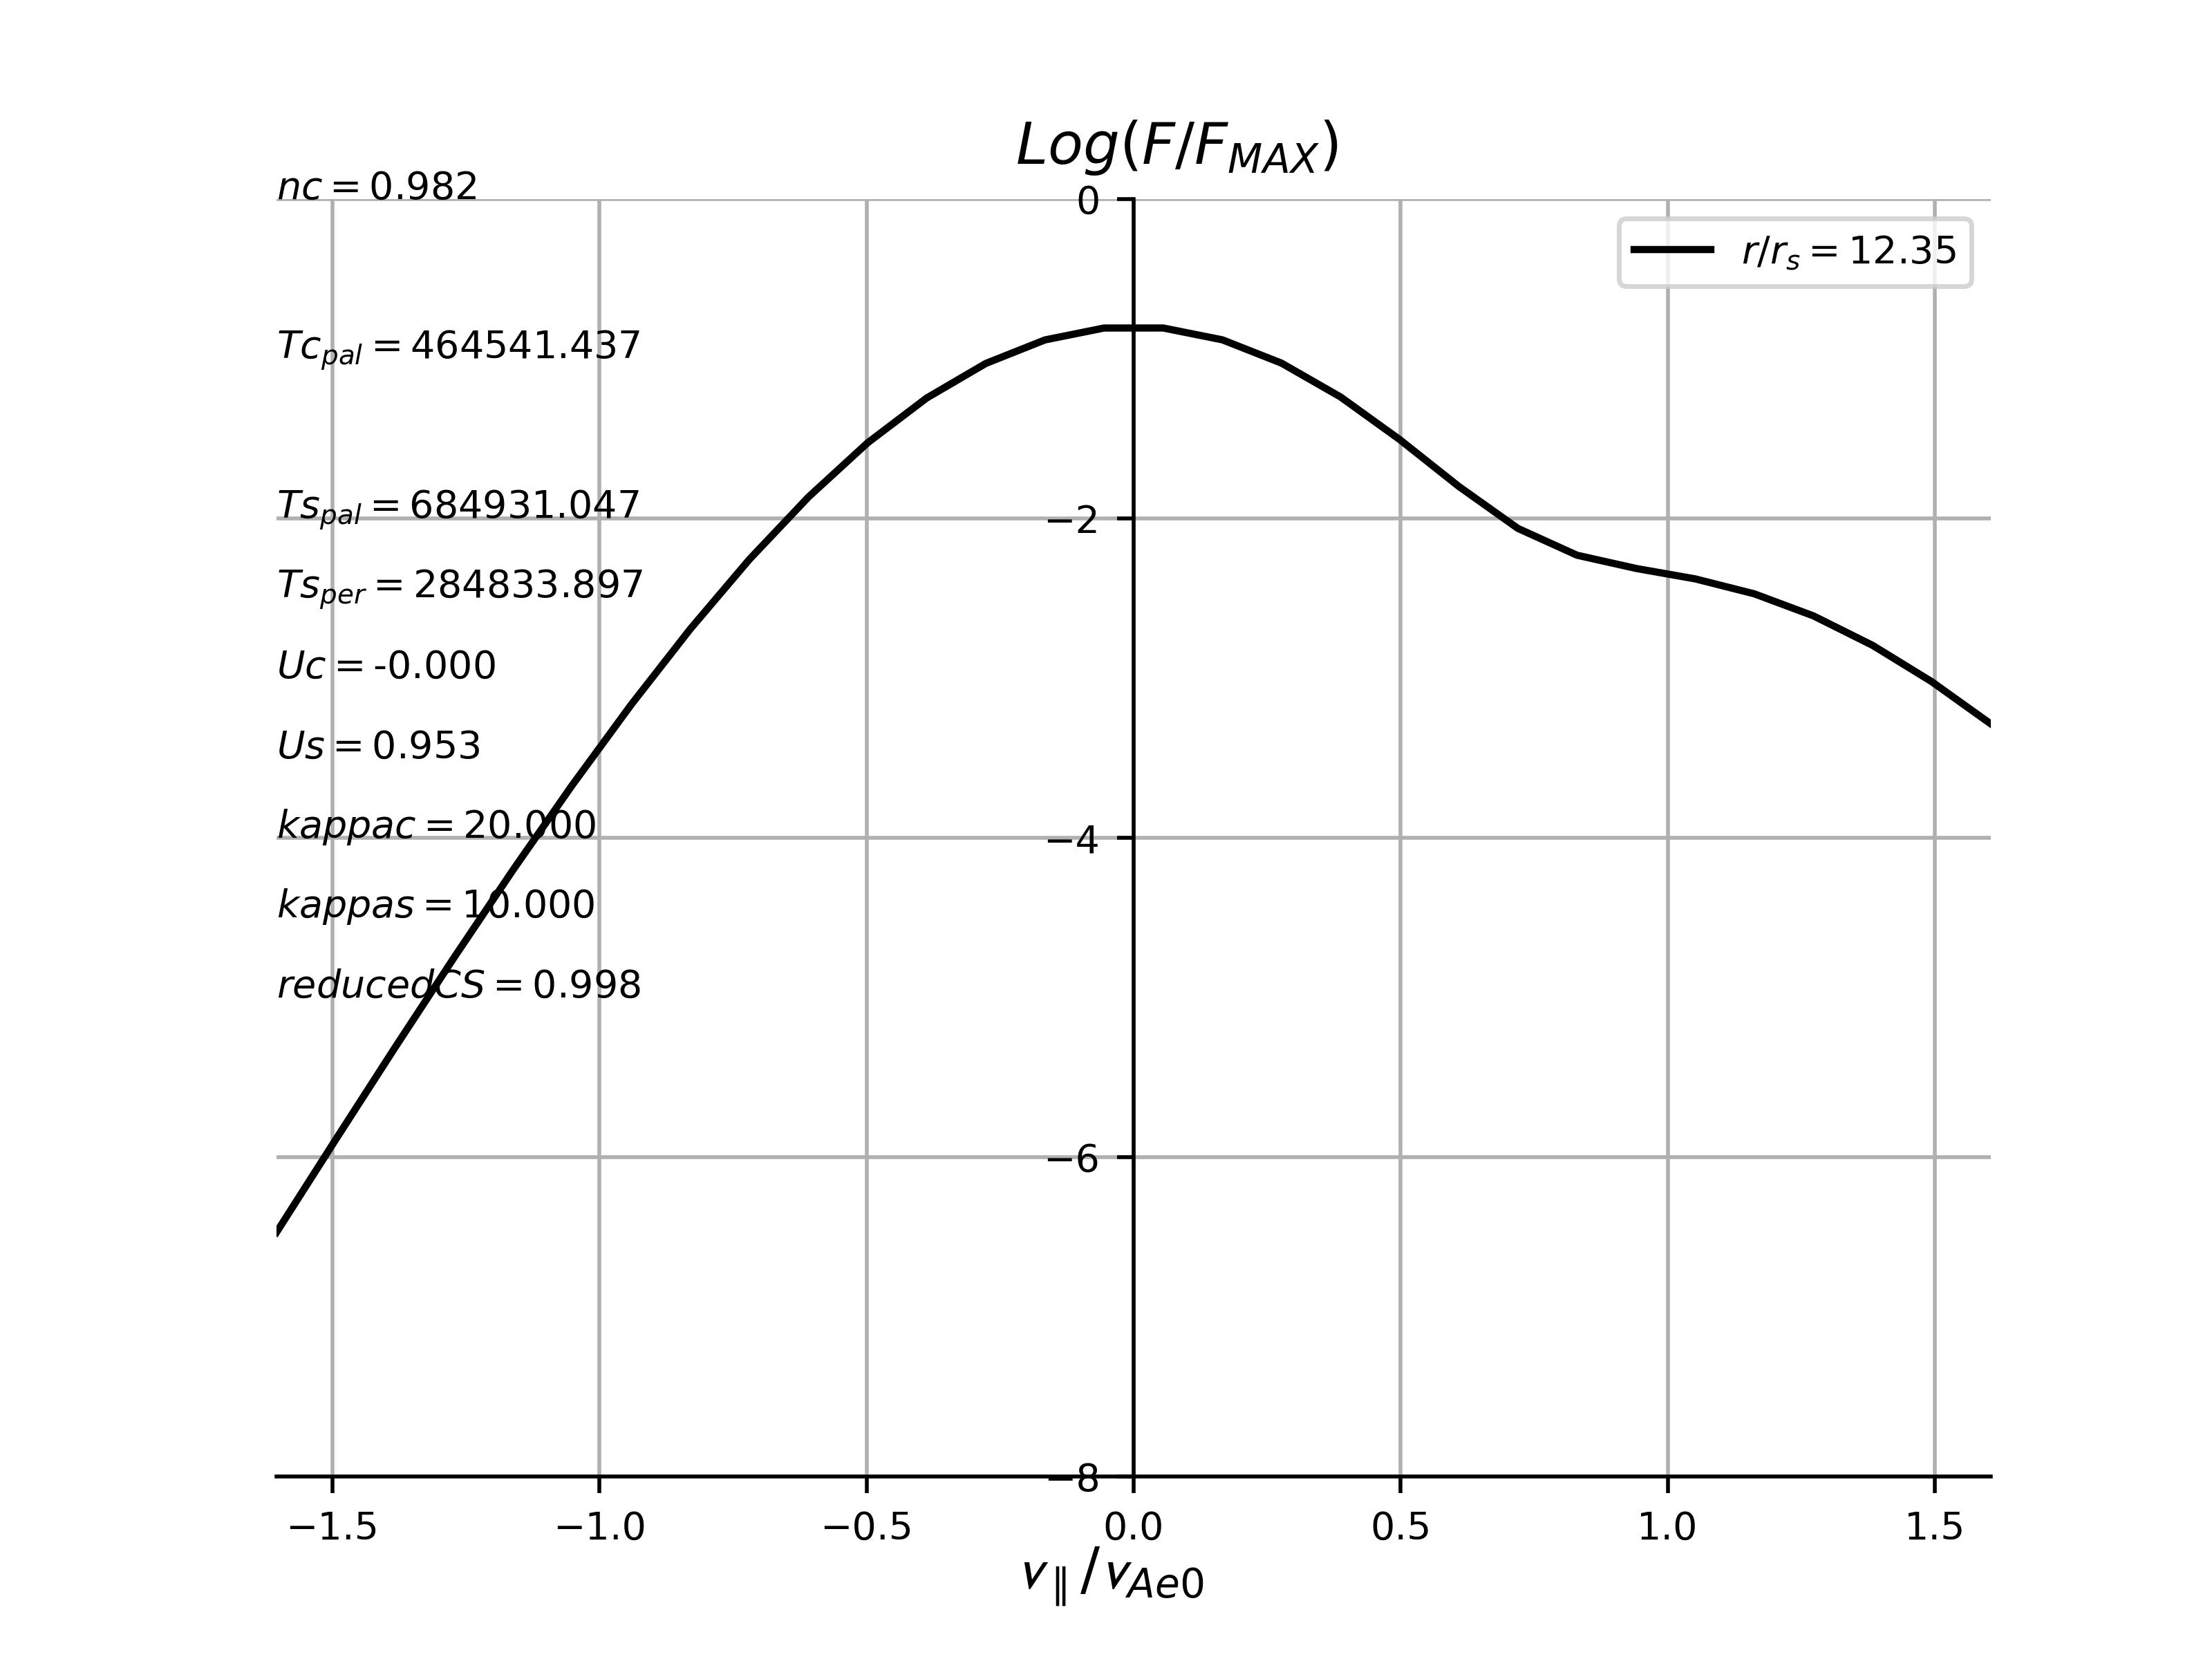 Log(F/F_MAX)
nc = 0.982
0
r/r_s = 12.35
Tc_pal = 464541.437
Ts_pal = 684931.047
−2
Ts_per = 284833.897
Uc = -0.000
Us = 0.953
kappac = 20.000
−4
kappas = 10.000
reducedCS = 0.998
−6
−8
−1.5 −1.0 −0.5 0.0 0.5 1.0 1.5
v_∥/v_Ae0